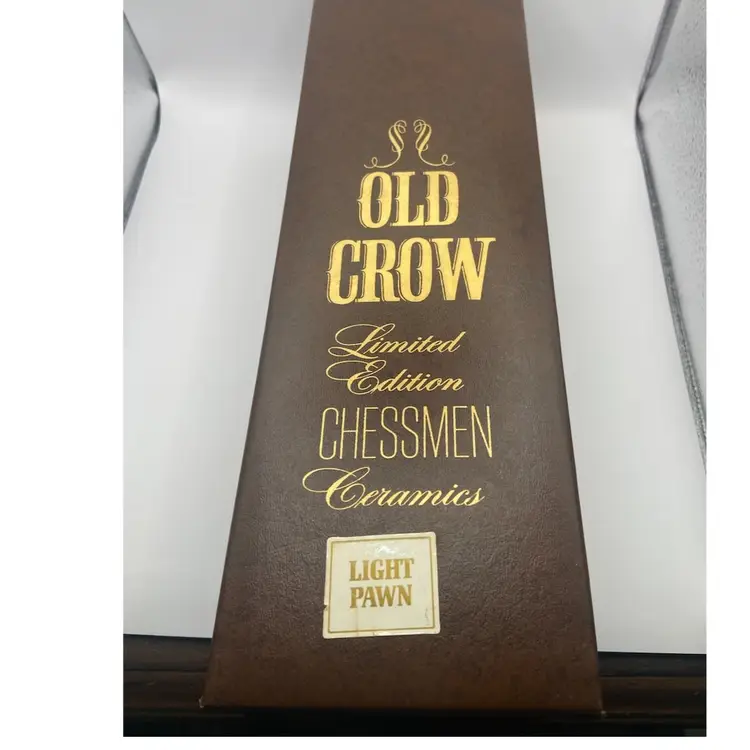 OLD
CROW
Limited
Edition
CHESSMEN
Ceramics
LIGHT
PAWN